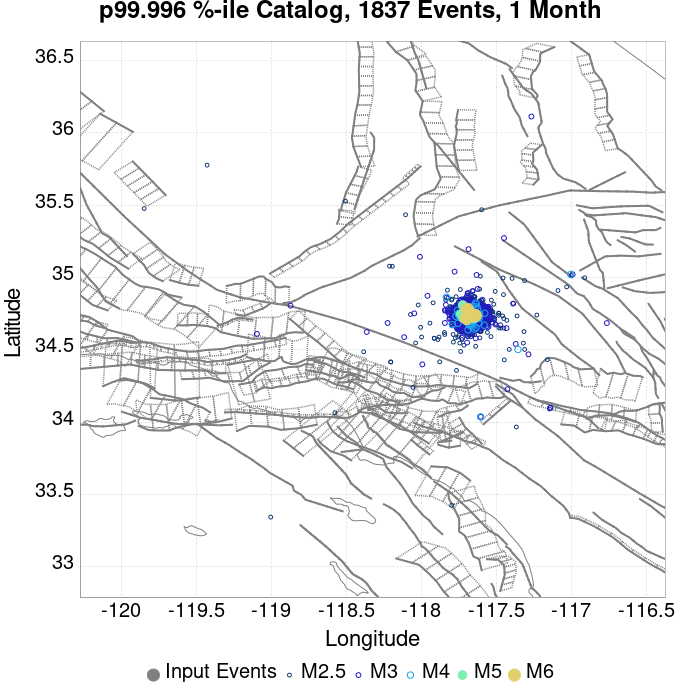 p99.996 %-ile Catalog, 1837 Events, 1 Month
36.5
36
35.5
35
34.5
34
33.5
33
Latitude
-120
-119.5
-119
-118.5
-118
-117.5
-117
-116.5
Longitude
Input Events
M2.5
M3
M4
M5
M6